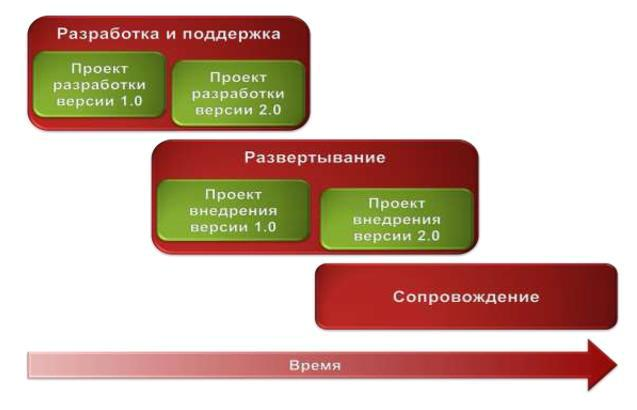 Разработка и поддержка
Проект
разработки
версии 1.0
Проект
разработки
версии 2.0
Развертывание
Проект
внедрения
версии 1.0
Проект
внедрения
версии 2.0
Сопровождение
Время